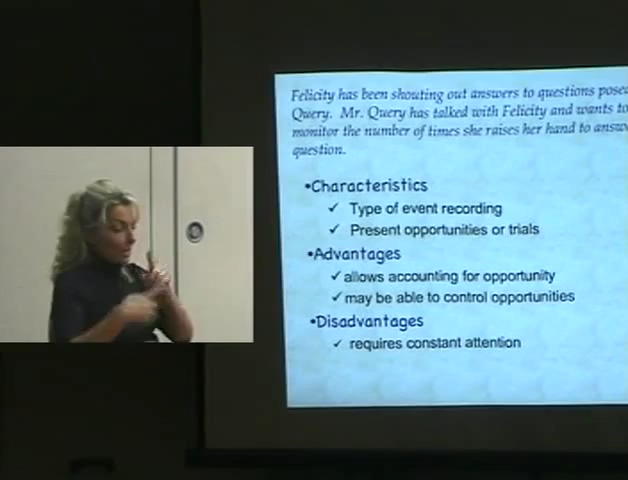 Felicity has been shouting out answers to questions pose
Query. Mr. Query has talked with Felicity and wants to
monitor the number of times she raises her hand to answ
question.
•Characteristics
✓ Type of event recording
✓ Present opportunities or trials
•Advantages
✓allows accounting for opportunity
✓may be able to control opportunities
•Disadvantages
✓ requires constant attention